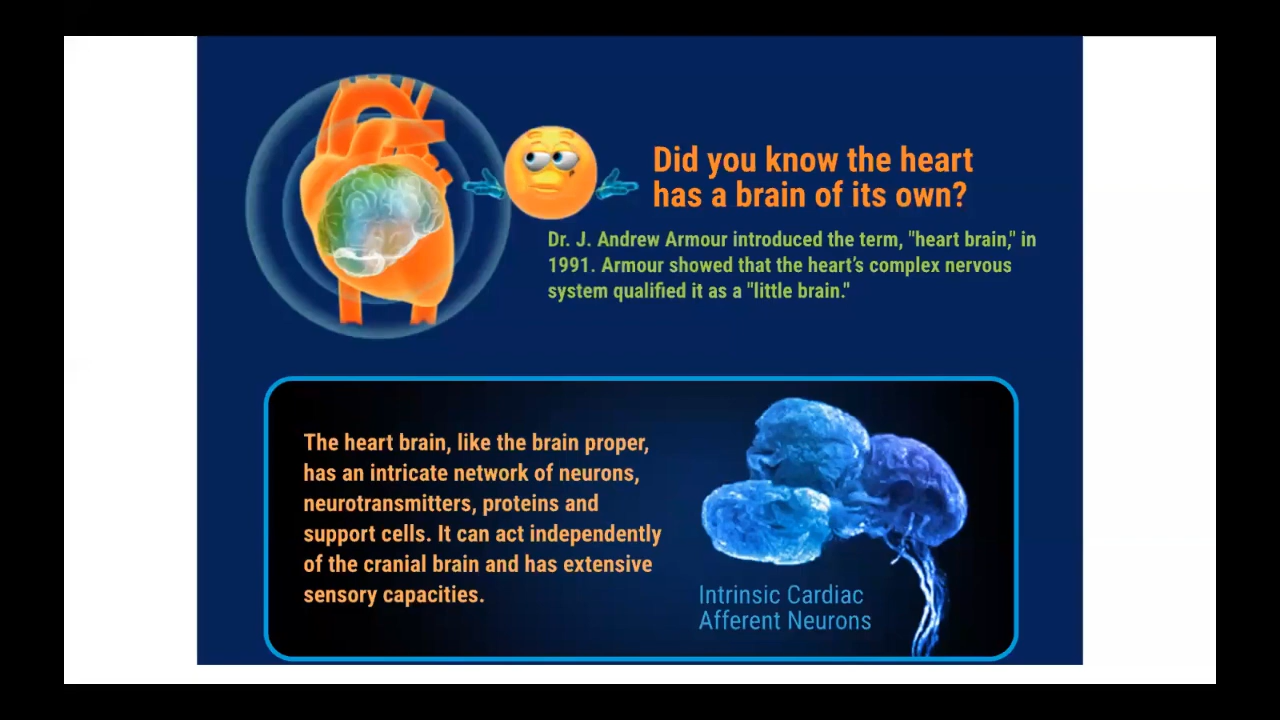 Did you know the heart
has a brain of its own?
Dr. J. Andrew Armour introduced the term, "heart brain," in
1991. Armour showed that the heart's complex nervous
system qualified it as a "little brain."
The heart brain, like the brain proper,
has an intricate network of neurons,
neurotransmitters, proteins and
support cells. It can act independently
of the cranial brain and has extensive
sensory capacities.
Intrinsic Cardiac
Afferent Neurons